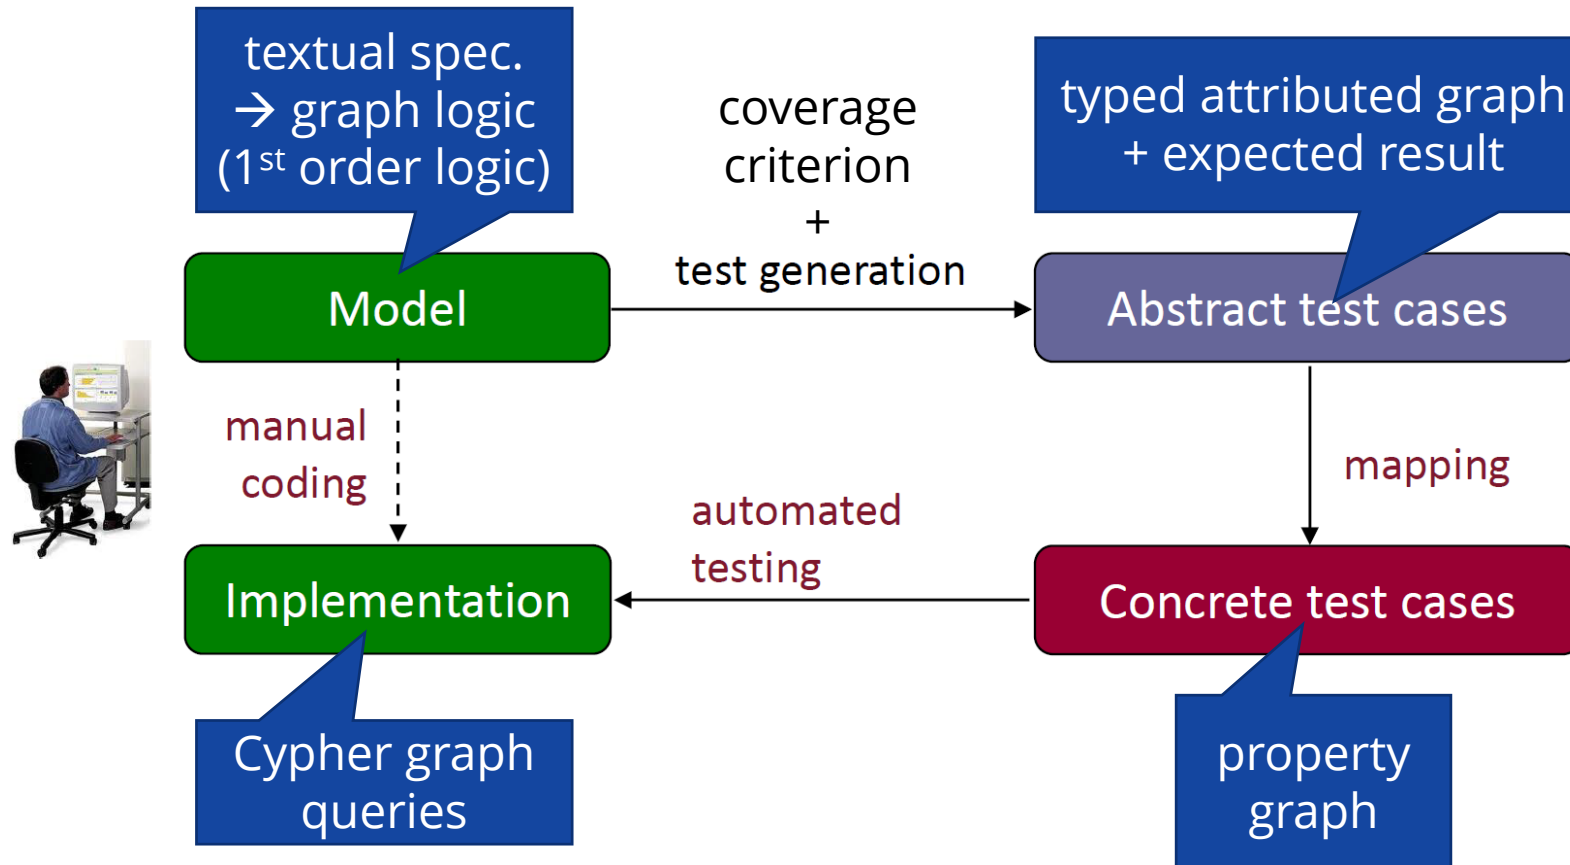 textual spec.
→ graph logic
(1st order logic)
coverage
criterion
+
test generation
typed attributed graph
+ expected result
Model
Abstract test cases
manual
coding
automated
testing
mapping
Implementation
Concrete test cases
Cypher graph
queries
property
graph